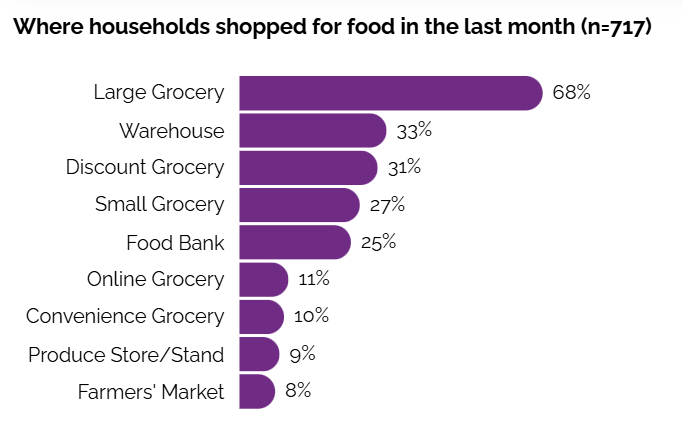 Where households shopped for food in the last month (n=717)
Large Grocery 68%
Warehouse 33%
Discount Grocery 31%
Small Grocery 27%
Food Bank 25%
Online Grocery 11%
Convenience Grocery 10%
Produce Store/Stand 9%
Farmers' Market 8%